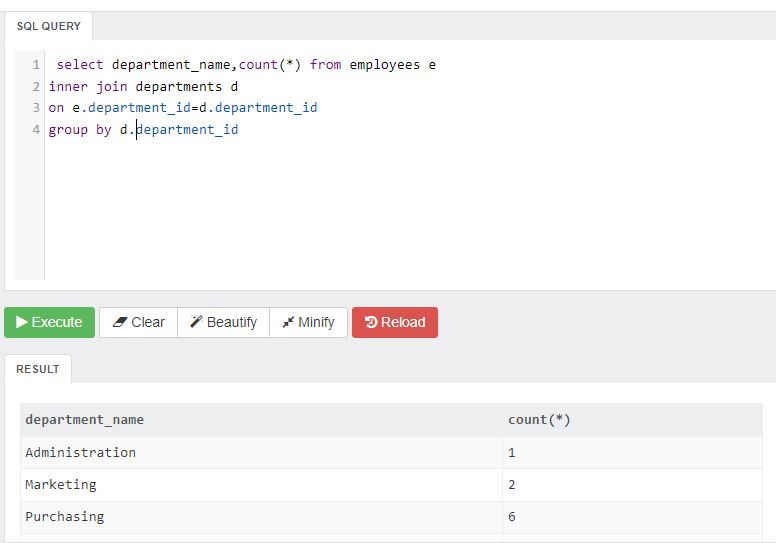 SQL QUERY
1 select department_name,count(*) from employees e
2 inner join departments d
3 on e.department_id=d.department_id
4 group by d.department_id
Execute Clear Beautify Minify Reload
RESULT
department_name count(*)
Administration 1
Marketing 2
Purchasing 6